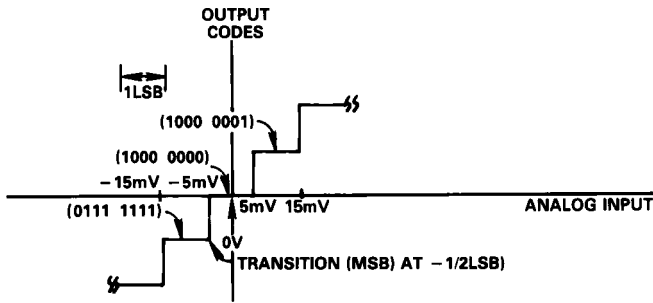 OUTPUT
CODES
1LSB
(1000 0001)
(1000 0000)
−15mV −5mV
5mV 15mV
ANALOG INPUT
(0111 1111)
0V
TRANSITION (MSB) AT −1/2LSB)